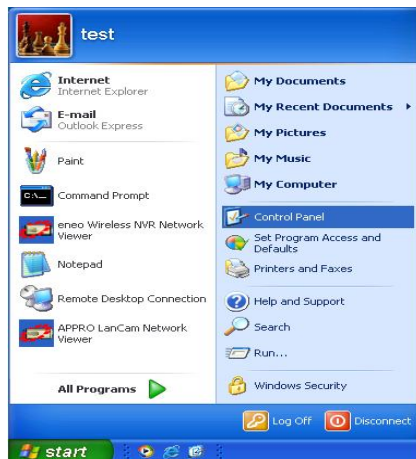 test
Internet
Internet Explorer
E-mail
Outlook Express
Paint
Command Prompt
eneo Wireless NVR Network
Viewer
Notepad
Remote Desktop Connection
APPRO LanCam Network
Viewer
All Programs
My Documents
My Recent Documents
My Pictures
My Music
My Computer
Control Panel
Set Program Access and
Defaults
Printers and Faxes
Help and Support
Search
Run...
Windows Security
Log Off
Disconnect
start